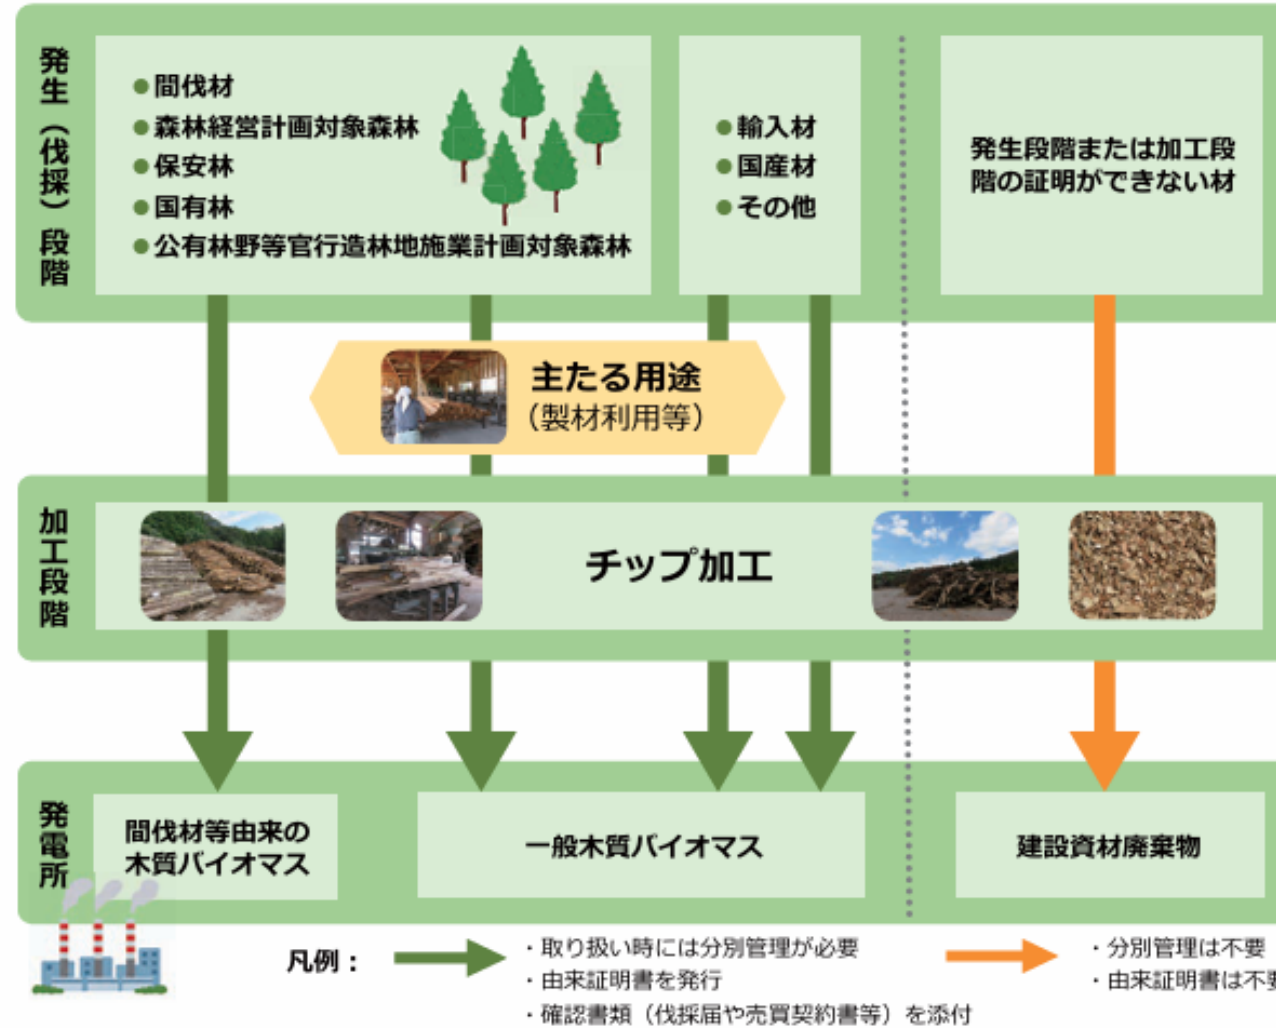 発生（伐採）段階
●間伐材
●森林経営計画対象森林
●保安林
●国有林
●公有林野等官行造林地施業計画対象森林
●輸入材
●国産材
●その他
発生段階または加工段
階の証明ができない材
主たる用途
（製材利用等）
加工段階
チップ加工
発電所
間伐材等由来の
木質バイオマス
一般木質バイオマス
建設資材廃棄物
凡例：
・取り扱い時には分別管理が必要
・由来証明書を発行
・確認書類（伐採届や売買契約書等）を添付
・分別管理は不要
・由来証明書は不要